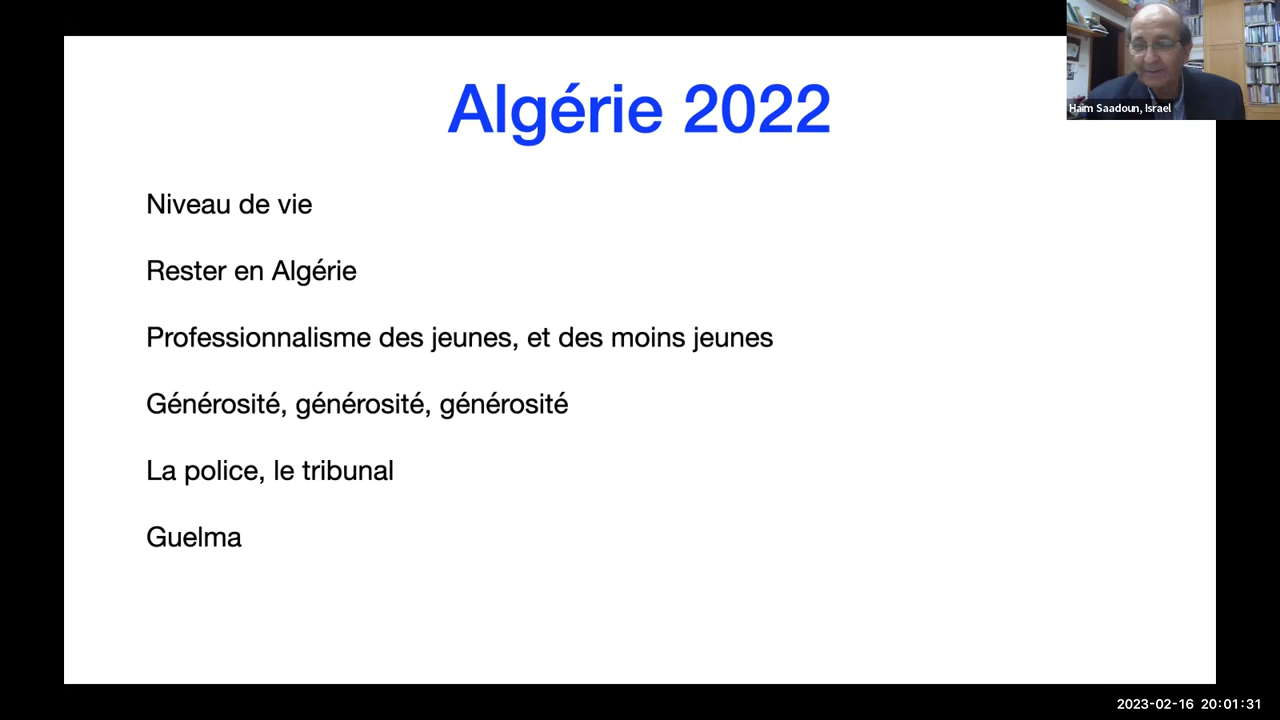 Algérie 2022
Haim Saadoun, Israel
Niveau de vie
Rester en Algérie
Professionnalisme des jeunes, et des moins jeunes
Générosité, générosité, générosité
La police, le tribunal
Guelma
2023-02-16 20:01:31